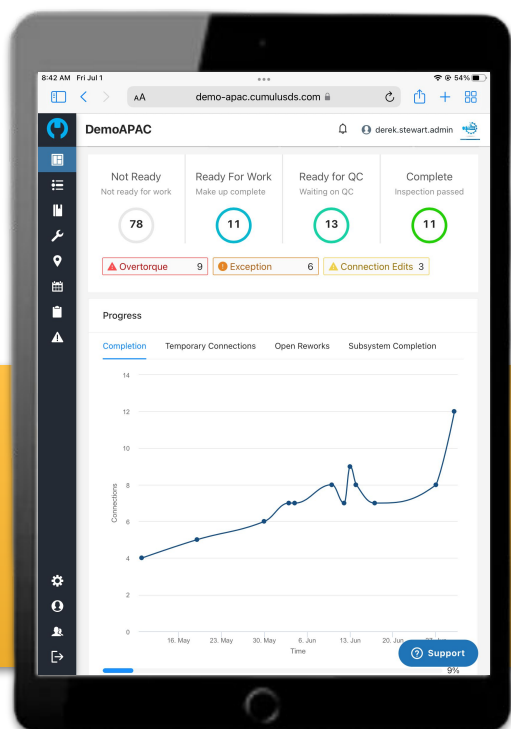 8:42 AM Fri Jul 1
54%
AA
demo-apac.cumulusds.com
DemoAPAC
derek.stewart.admin
Not Ready
Not ready for work
78
Ready For Work
Make up complete
11
Ready for QC
Waiting on QC
13
Complete
Inspection passed
11
Overtorque 9
Exception 6
Connection Edits 3
Progress
Completion Temporary Connections Open Reworks Subsystem Completion
14
12
10
8
6
4
2
0
Connections
16. May 23. May 30. May 6. Jun 13. Jun 20. Jun
Time
Support
9%